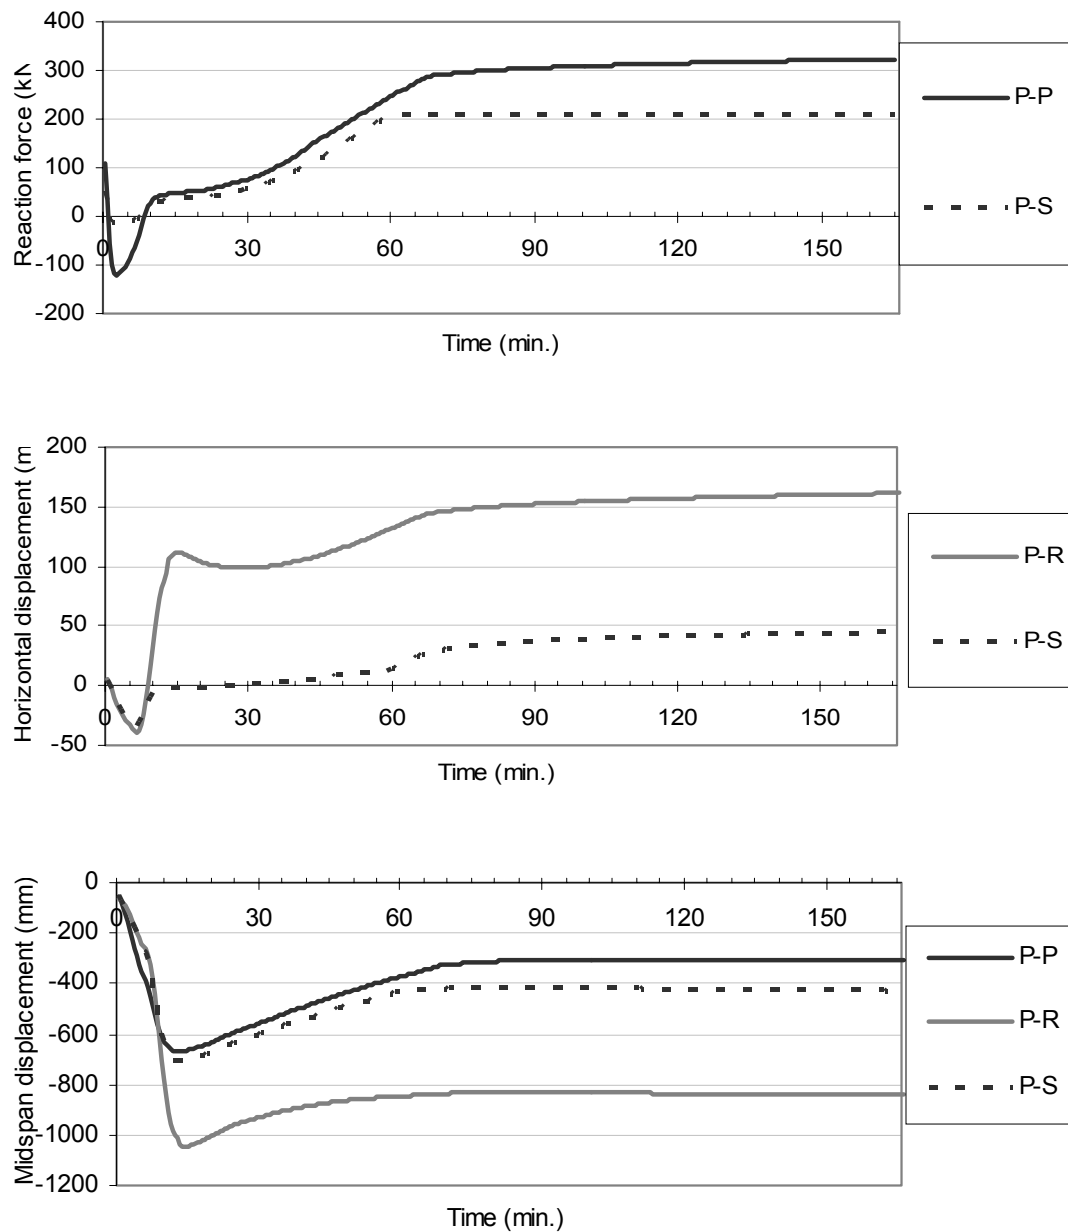 400
300
200
100
0
-100
-200
Reaction force (kN
0 30 60 90 120 150
Time (min.)
P-P
P-S
200
150
100
50
0
-50
Horizontal displacement (m
0 30 60 90 120 150
Time (min.)
P-R
P-S
0
-200
-400
-600
-800
-1000
-1200
Midspan displacement (mm)
0 30 60 90 120 150
Time (min.)
P-P
P-R
P-S